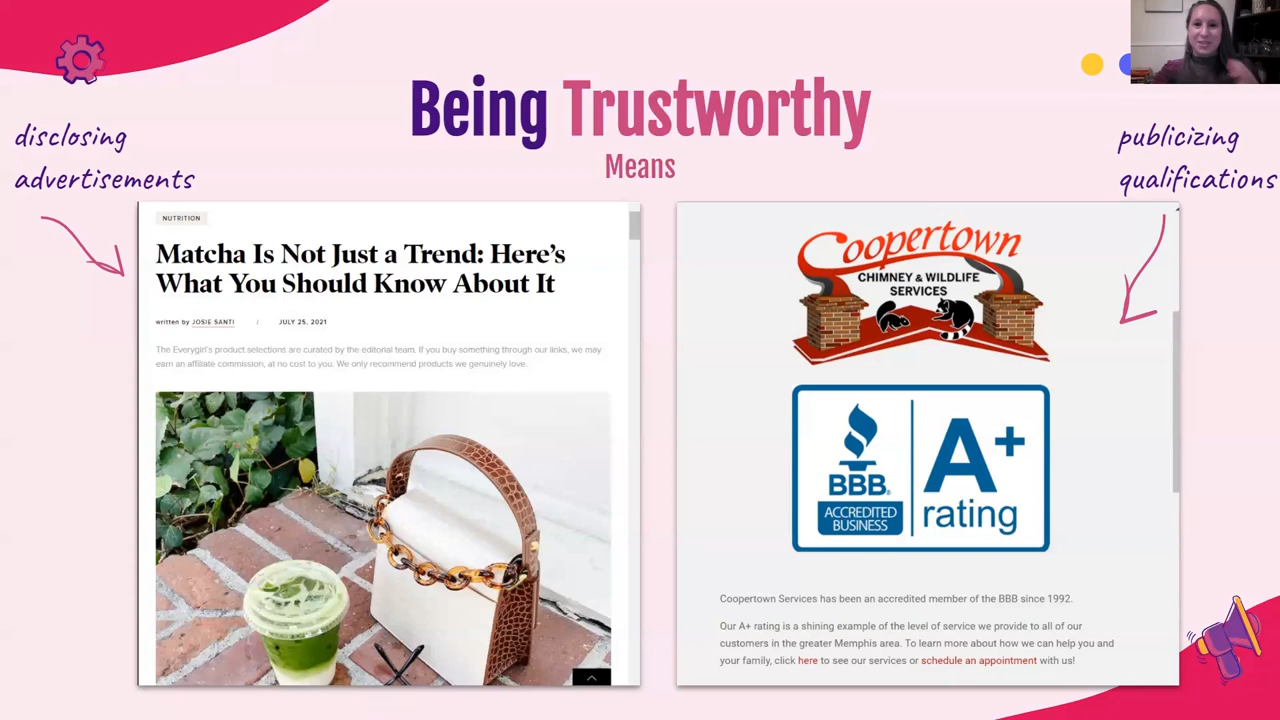 Being Trustworthy
Means
disclosing
advertisements
publicizing
qualifications
NUTRITION
Matcha Is Not Just a Trend: Here's
What You Should Know About It
written by JOSIE SANTI / JULY 25, 2021
The Everygirl's product selections are curated by the editorial team. If you buy something through our links, we may
earn an affiliate commission, at no cost to you. We only recommend products we genuinely love.
Coopertown
CHIMNEY & WILDLIFE
SERVICES
BBB.
ACCREDITED
BUSINESS
A+
rating
Coopertown Services has been an accredited member of the BBB since 1992.
Our A+ rating is a shining example of the level of service we provide to all of our
customers in the greater Memphis area. To learn more about how we can help you and
your family, click here to see our services or schedule an appointment with us!